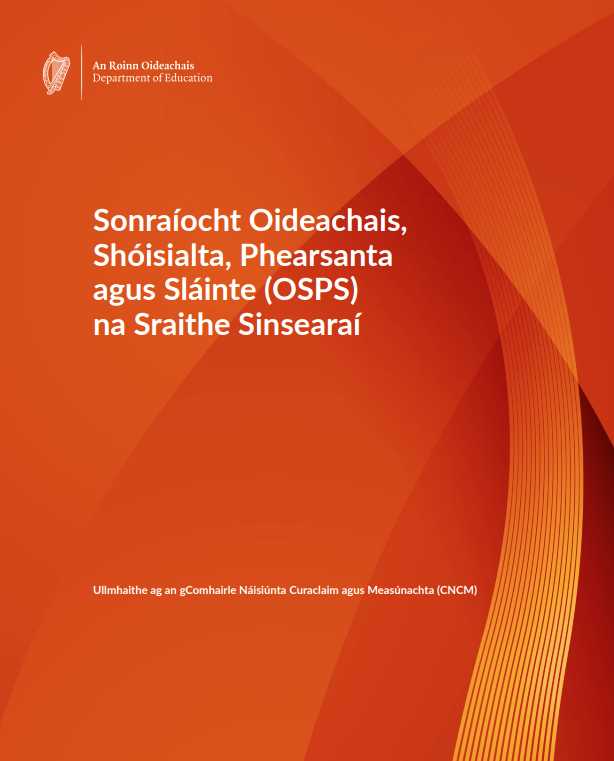 An Roinn Oideachais
Department of Education
Sonraíocht Oideachais,
Shóisialta, Phearsanta
agus Sláinte (OSPS)
na Sraithe Sinsearaí
Ullmhaithe ag an gComhairle Náisiúnta Curaclaim agus Measúnachta (CNCM)